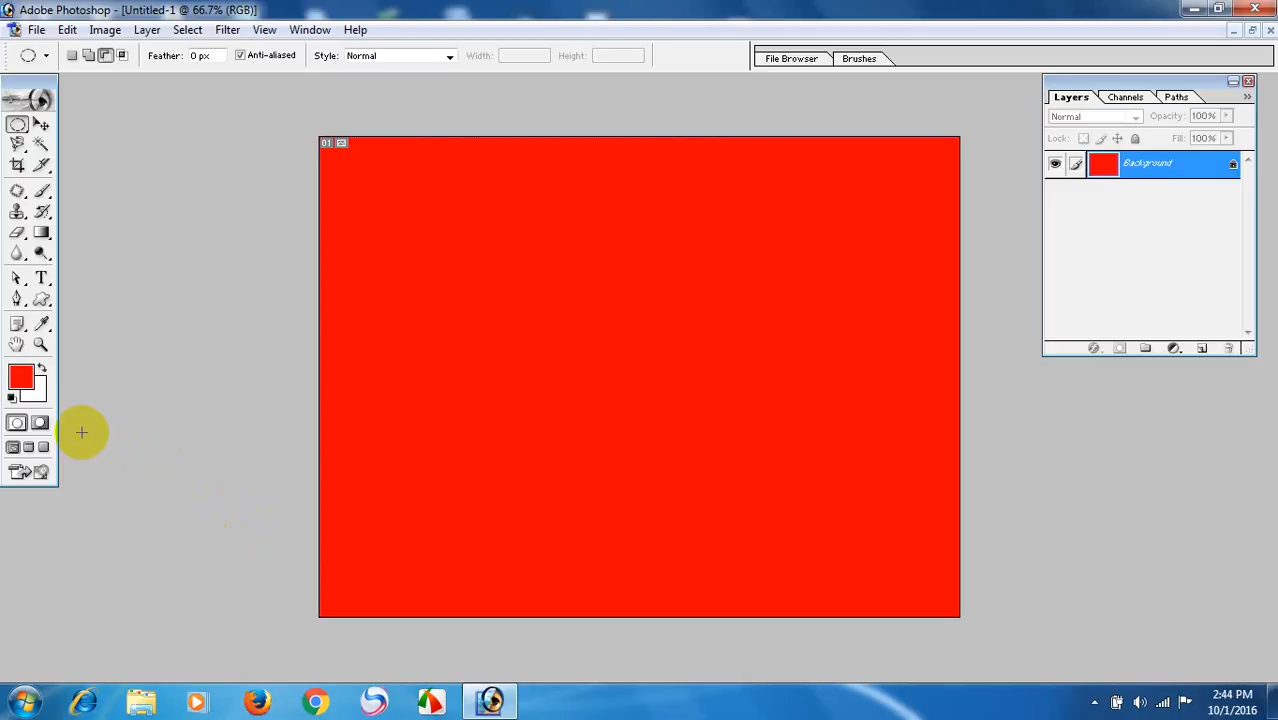 Adobe Photoshop - [Untitled-1 @ 66.7% (RGB)]
File Edit Image Layer Select Filter View Window Help
Feather: 0 px Anti-aliased Style: Normal Width: Height: File Browser Brushes
Layers Channels Paths
Normal Opacity: 100%
Lock: Fill: 100%
Background
01
T
2:44 PM
10/1/2016